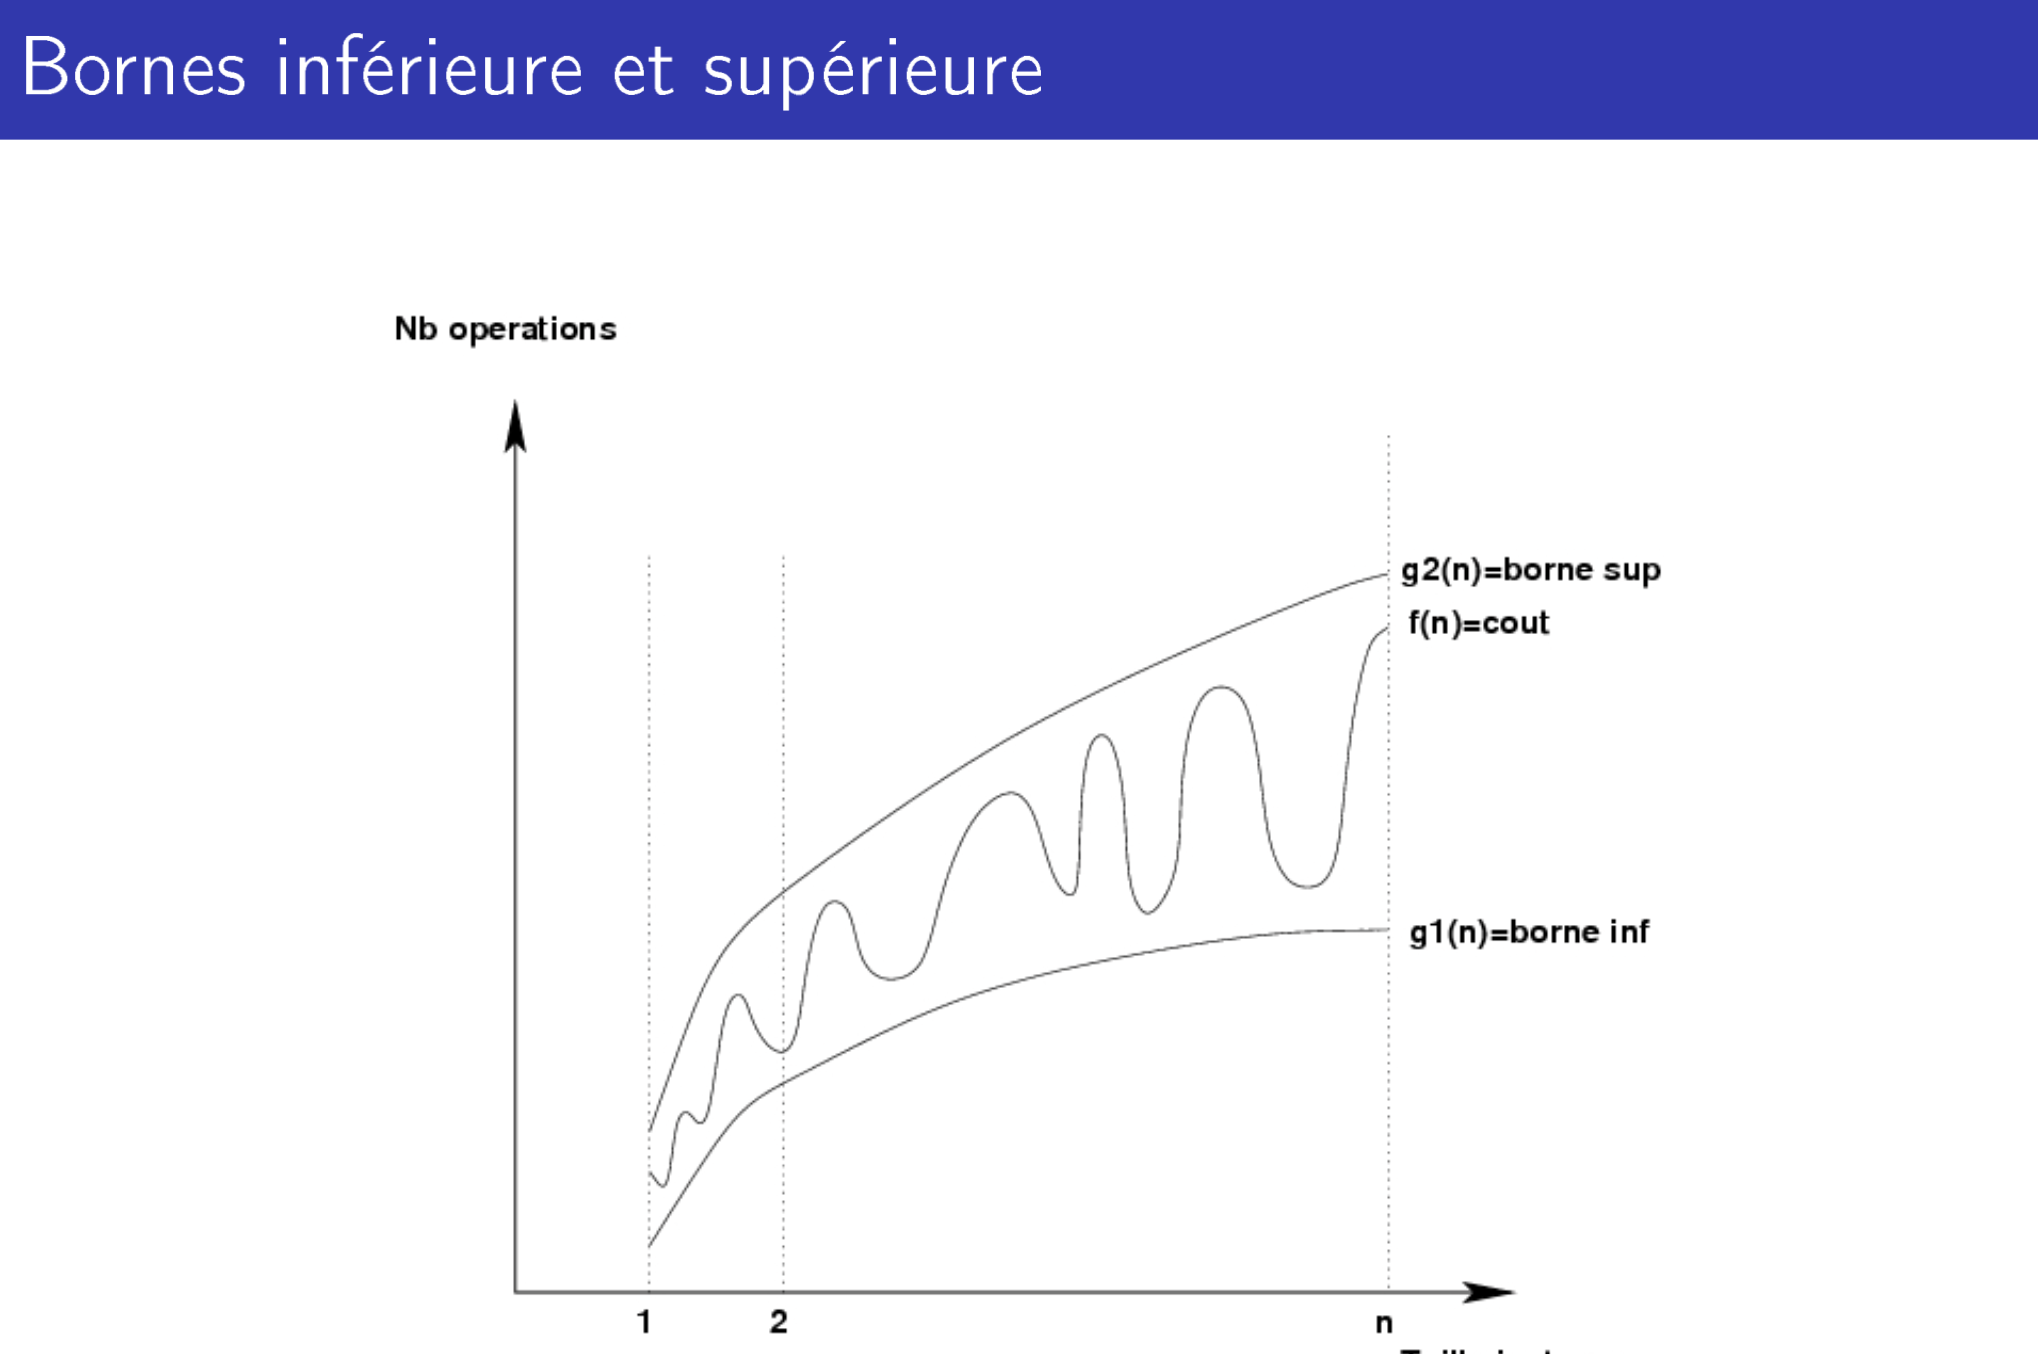 Bornes inférieure et supérieure
Nb operations
g2(n)=borne sup
f(n)=cout
g1(n)=borne inf
1 2 n